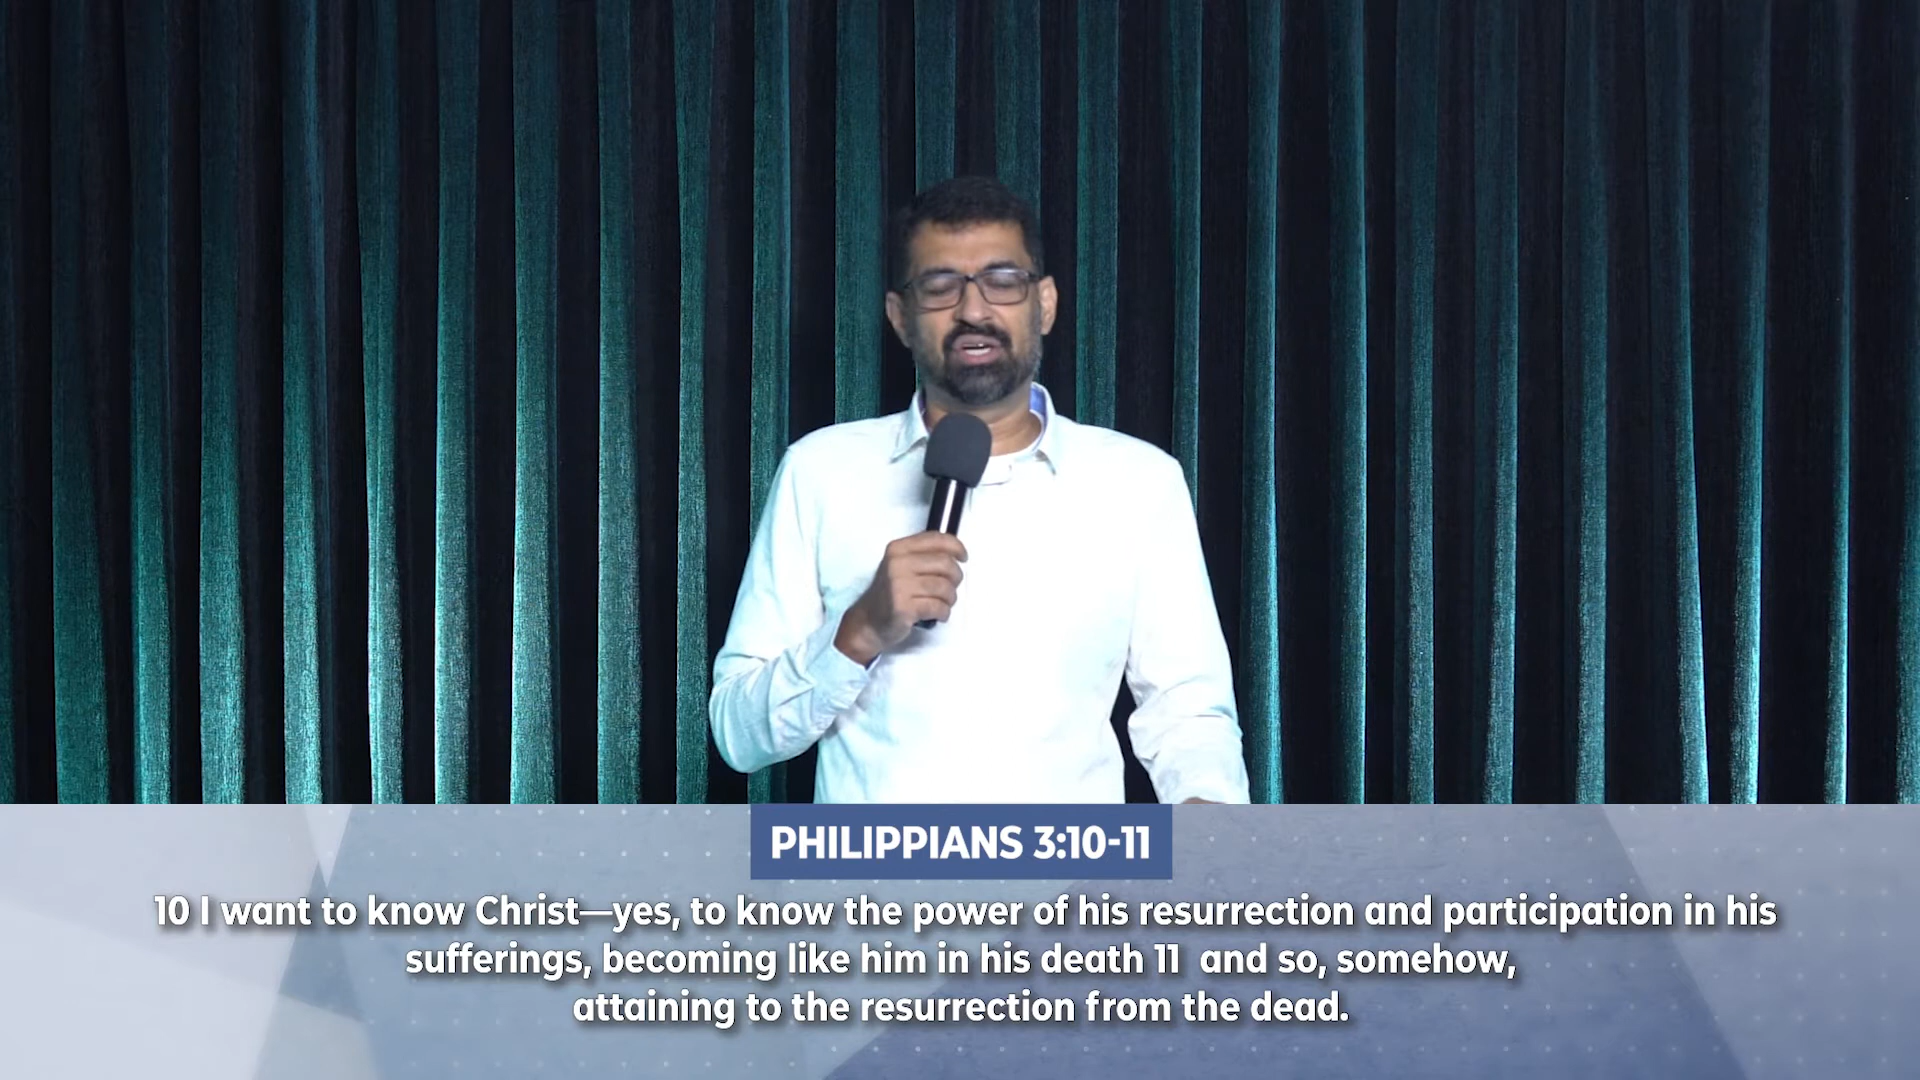 PHILIPPIANS 3:10-11
10 I want to know Christ—yes, to know the power of his resurrection and participation in his
sufferings, becoming like him in his death 11  and so, somehow,
attaining to the resurrection from the dead.